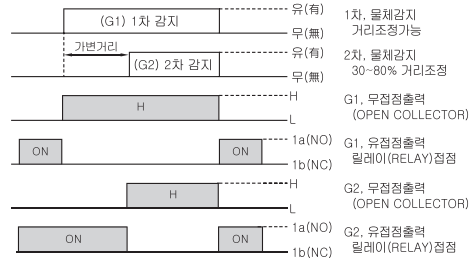 (G1) 1차 감지
유(有)
무(無)
1차, 물체감지
거리조정가능
가변거리
(G2) 2차 감지
유(有)
무(無)
2차, 물체감지
30~80% 거리조정
H
H
L
G1, 무접점출력
(OPEN COLLECTOR)
ON
ON
1a(NO)
1b(NC)
G1, 유접점출력
릴레이(RELAY)접점
H
H
L
G2, 무접점출력
(OPEN COLLECTOR)
ON
ON
1a(NO)
1b(NC)
G2, 유접점출력
릴레이(RELAY)접점